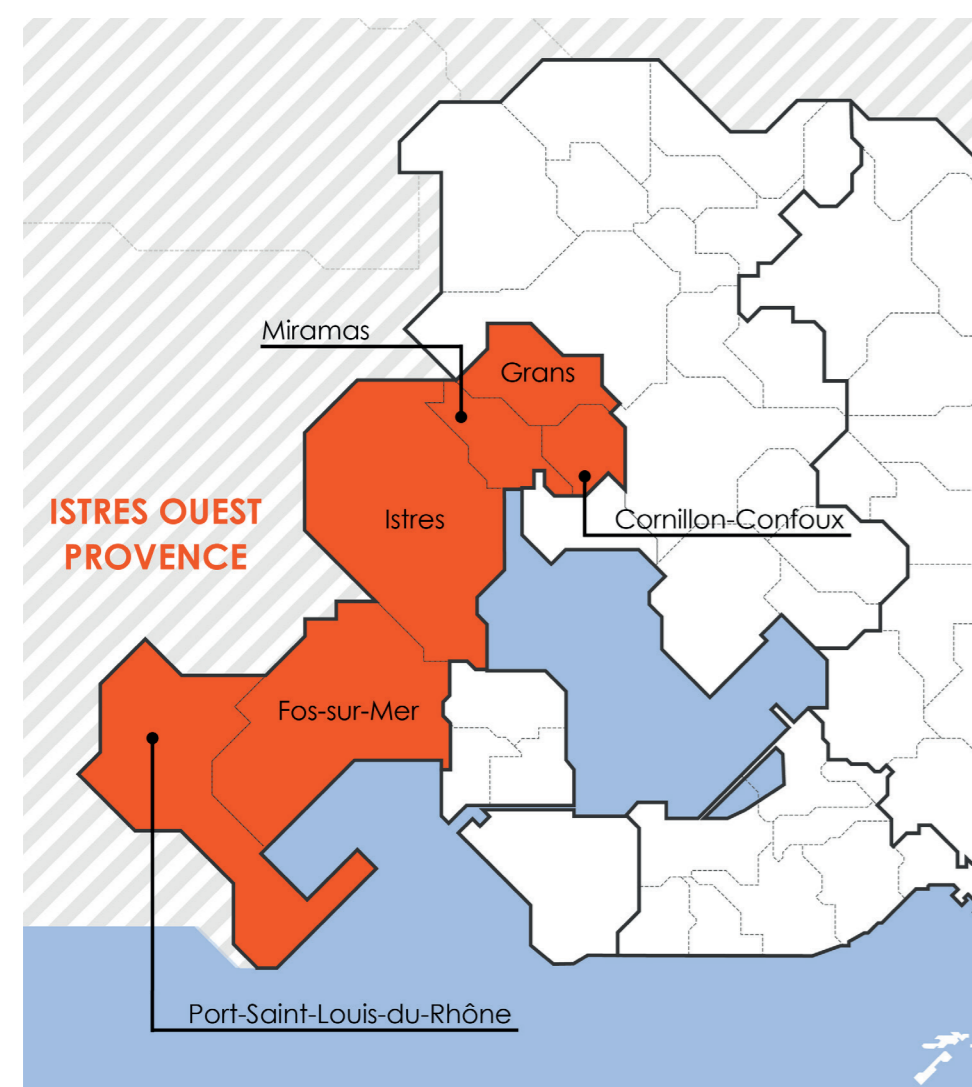 Miramas
Grans
ISTRES OUEST
PROVENCE
Istres
Cornillon-Confoux
Fos-sur-Mer
Port-Saint-Louis-du-Rhône